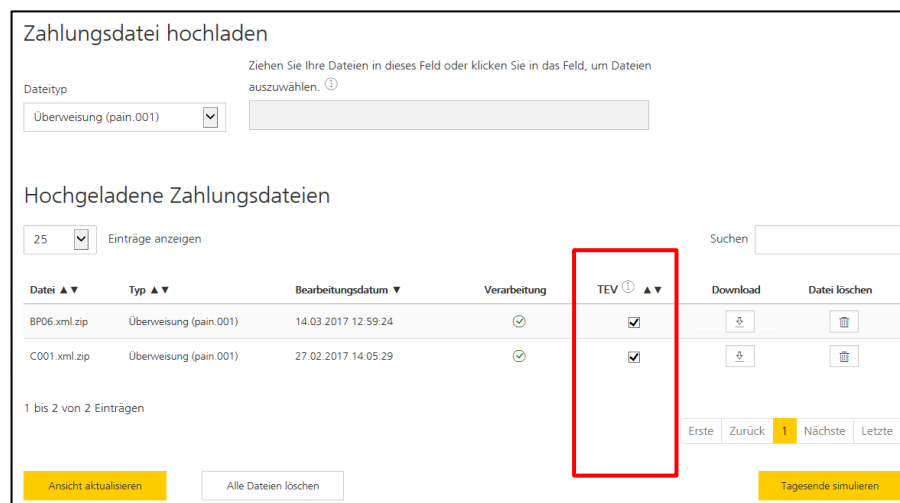 Zahlungsdatei hochladen
Ziehen Sie Ihre Dateien in dieses Feld oder klicken Sie in das Feld, um Dateien
auszuwählen. ⓘ
Dateityp
Überweisung (pain.001)
Hochgeladene Zahlungsdateien
25 Einträge anzeigen Suchen
Datei ▲▼ Typ ▲▼ Bearbeitungsdatum ▼ Verarbeitung TEV ⓘ ▲▼ Download Datei löschen
BP06.xml.zip Überweisung (pain.001) 14.03.2017 12:59:24
C001.xml.zip Überweisung (pain.001) 27.02.2017 14:05:29
1 bis 2 von 2 Einträgen
Erste Zurück 1 Nächste Letzte
Ansicht aktualisieren Alle Dateien löschen Tagesende simulieren